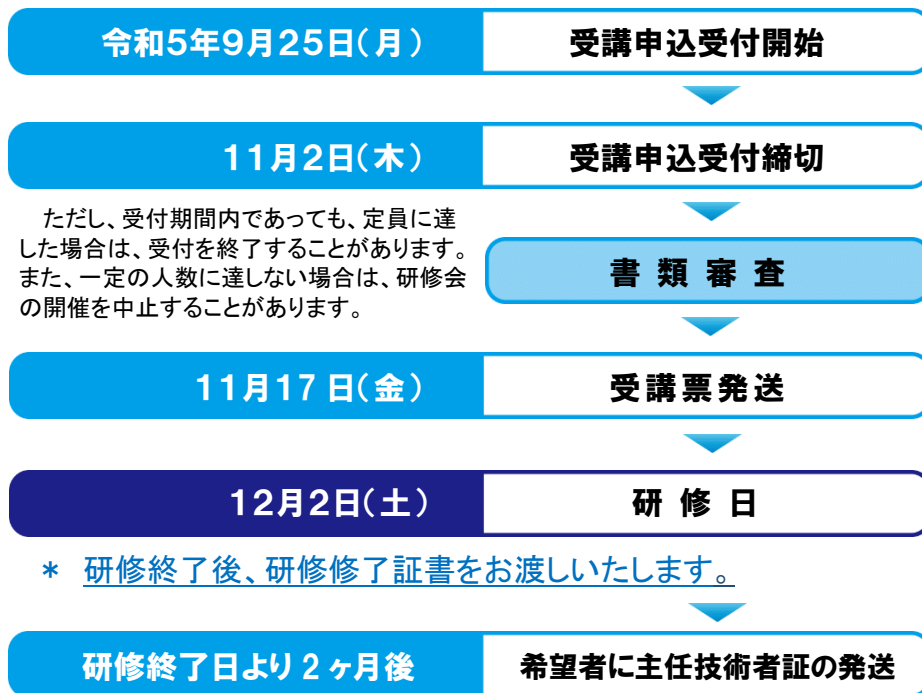 令和5年9月25日(月) 受講申込受付開始
11月2日(木) 受講申込受付締切
ただし、受付期間内であっても、定員に達
した場合は、受付を終了することがあります。
また、一定の人数に達しない場合は、研修会
の開催を中止することがあります。
書類審査
11月17日(金) 受講票発送
12月2日(土) 研修日
* 研修終了後、研修修了証書をお渡しいたします。
研修終了日より2ヶ月後 希望者に主任技術者証の発送